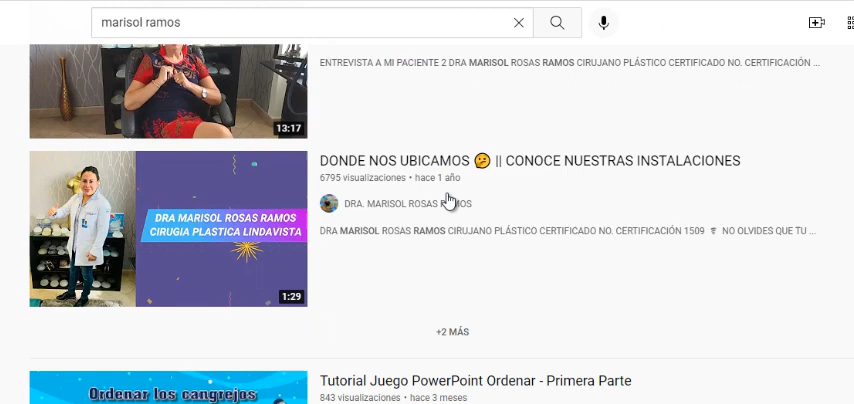 marisol ramos
ENTREVISTA A MI PACIENTE 2 DRA MARISOL ROSAS RAMOS CIRUJANO PLÁSTICO CERTIFICADO NO. CERTIFICACIÓN ...
13:17
DONDE NOS UBICAMOS 🤔 || CONOCE NUESTRAS INSTALACIONES
6795 visualizaciones • hace 1 año
DRA. MARISOL ROSAS RAMOS
DRA MARISOL ROSAS RAMOS
CIRUGIA PLASTICA LINDAVISTA
DRA MARISOL ROSAS RAMOS CIRUJANO PLÁSTICO CERTIFICADO NO. CERTIFICACIÓN 1509 NO OLVIDES QUE TU ...
1:29
+2 MÁS
Tutorial Juego PowerPoint Ordenar - Primera Parte
Ordenar los cangrejos
843 visualizaciones • hace 3 meses